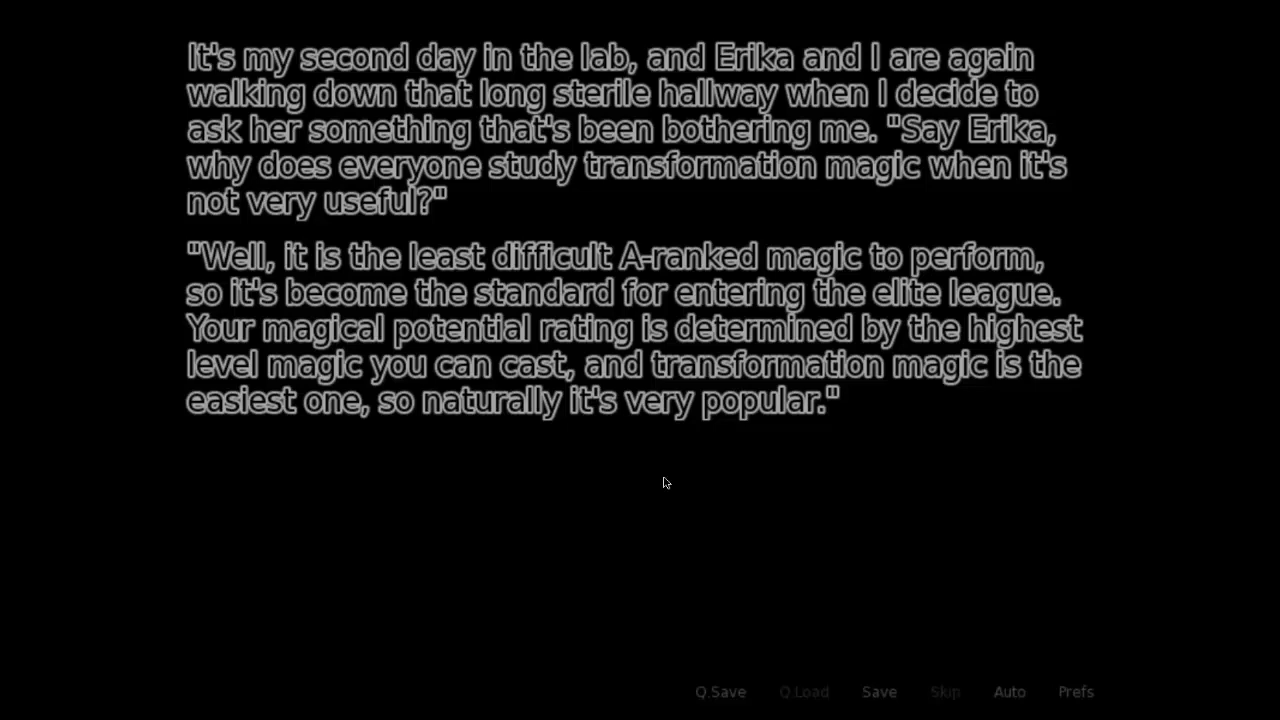 It's my second day in the lab, and Erika and I are again
walking down that long sterile hallway when I decide to
ask her something that's been bothering me. "Say Erika,
why does everyone study transformation magic when it's
not very useful?"
"Well, it is the least difficult A-ranked magic to perform,
so it's become the standard for entering the elite league.
Your magical potential rating is determined by the highest
level magic you can cast, and transformation magic is the
easiest one, so naturally it's very popular."
Q.Save Q.Load Save Skip Auto Prefs